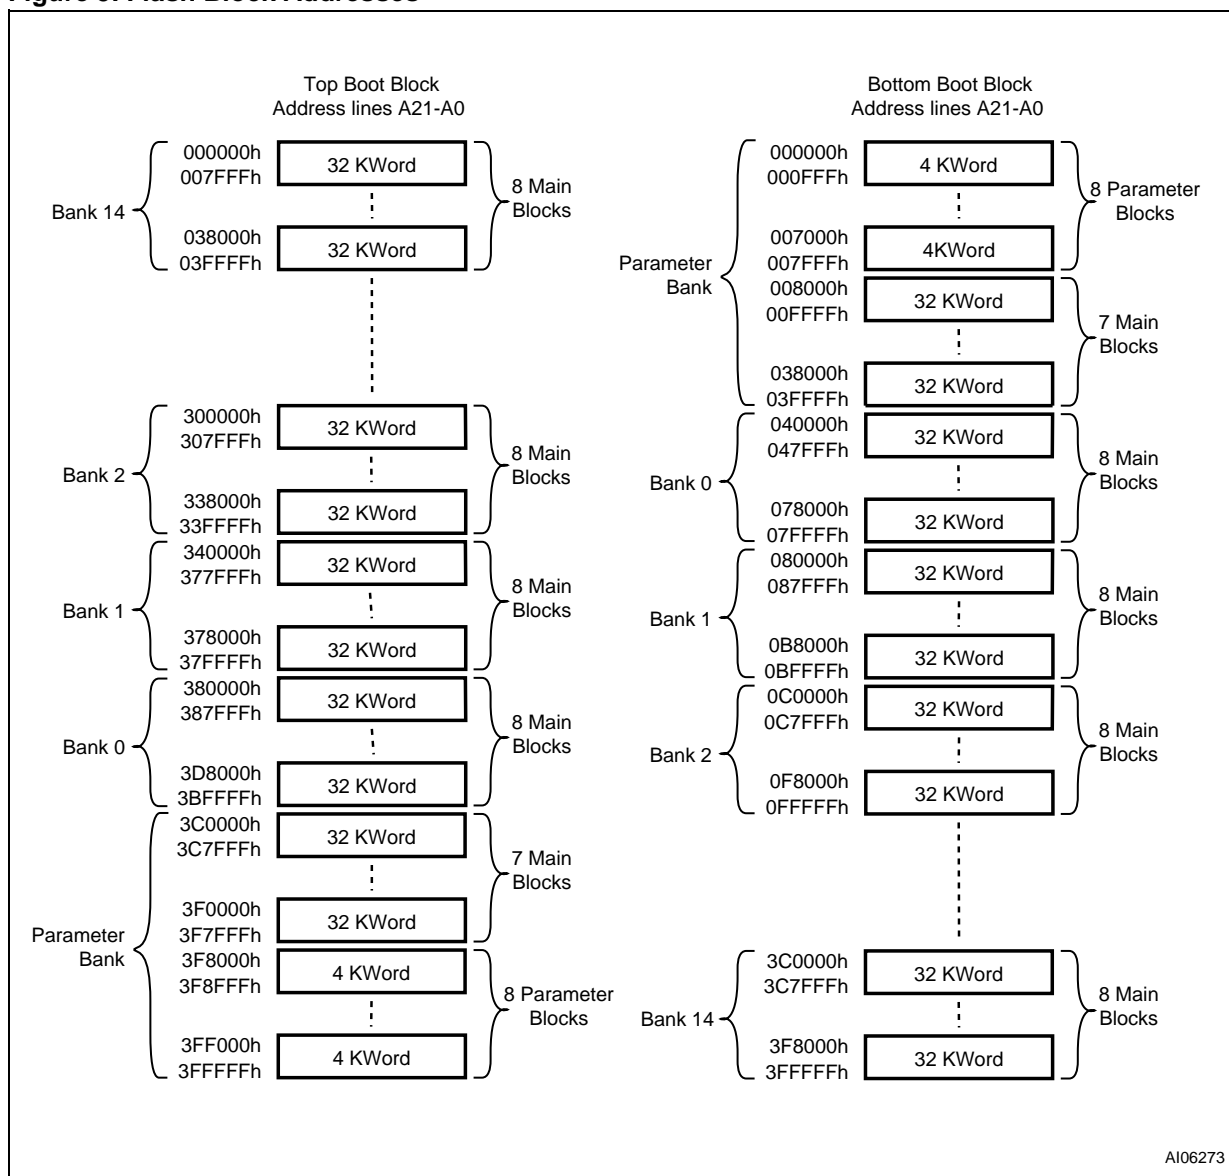 Top Boot Block
Address lines A21-A0
Bank 14
000000h
007FFFh
32 KWord
038000h
03FFFFh
32 KWord
8 Main
Blocks
Bank 2
300000h
307FFFh
32 KWord
338000h
33FFFFh
32 KWord
8 Main
Blocks
Bank 1
340000h
377FFFh
32 KWord
378000h
37FFFFh
32 KWord
8 Main
Blocks
Bank 0
380000h
387FFFh
32 KWord
3D8000h
3BFFFFh
32 KWord
8 Main
Blocks
Parameter
Bank
3C0000h
3C7FFFh
32 KWord
3F0000h
3F7FFFh
32 KWord
7 Main
Blocks
3F8000h
3F8FFFh
4 KWord
3FF000h
3FFFFFh
4 KWord
8 Parameter
Blocks
Bottom Boot Block
Address lines A21-A0
Parameter
Bank
000000h
000FFFh
4 KWord
007000h
007FFFh
4KWord
8 Parameter
Blocks
008000h
00FFFFh
32 KWord
038000h
03FFFFh
32 KWord
7 Main
Blocks
Bank 0
040000h
047FFFh
32 KWord
078000h
07FFFFh
32 KWord
8 Main
Blocks
Bank 1
080000h
087FFFh
32 KWord
0B8000h
0BFFFFh
32 KWord
8 Main
Blocks
Bank 2
0C0000h
0C7FFFh
32 KWord
0F8000h
0FFFFFh
32 KWord
8 Main
Blocks
Bank 14
3C0000h
3C7FFFh
32 KWord
3F8000h
3FFFFFh
32 KWord
8 Main
Blocks
AI06273